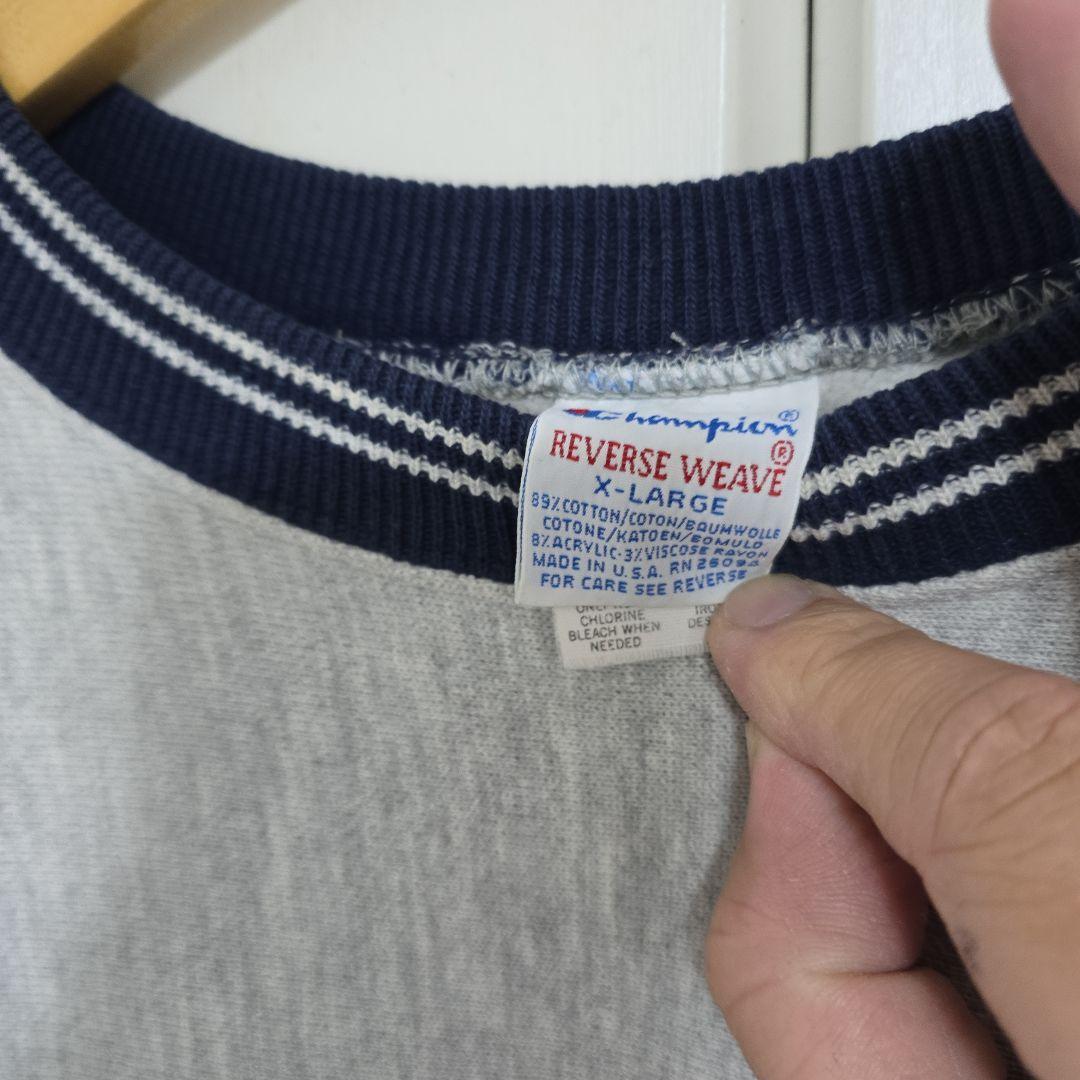 Champion®
REVERSE WEAVE®
X-LARGE
89% COTTON/COTON/BAUMWOLLE
COTONE/KATOEN/BOMULD
8% ACRYLIC-3% VISCOSE RAYON
MADE IN U.S.A. RN 26094
FOR CARE SEE REVERSE
CHLORINE
BLEACH WHEN
NEEDED